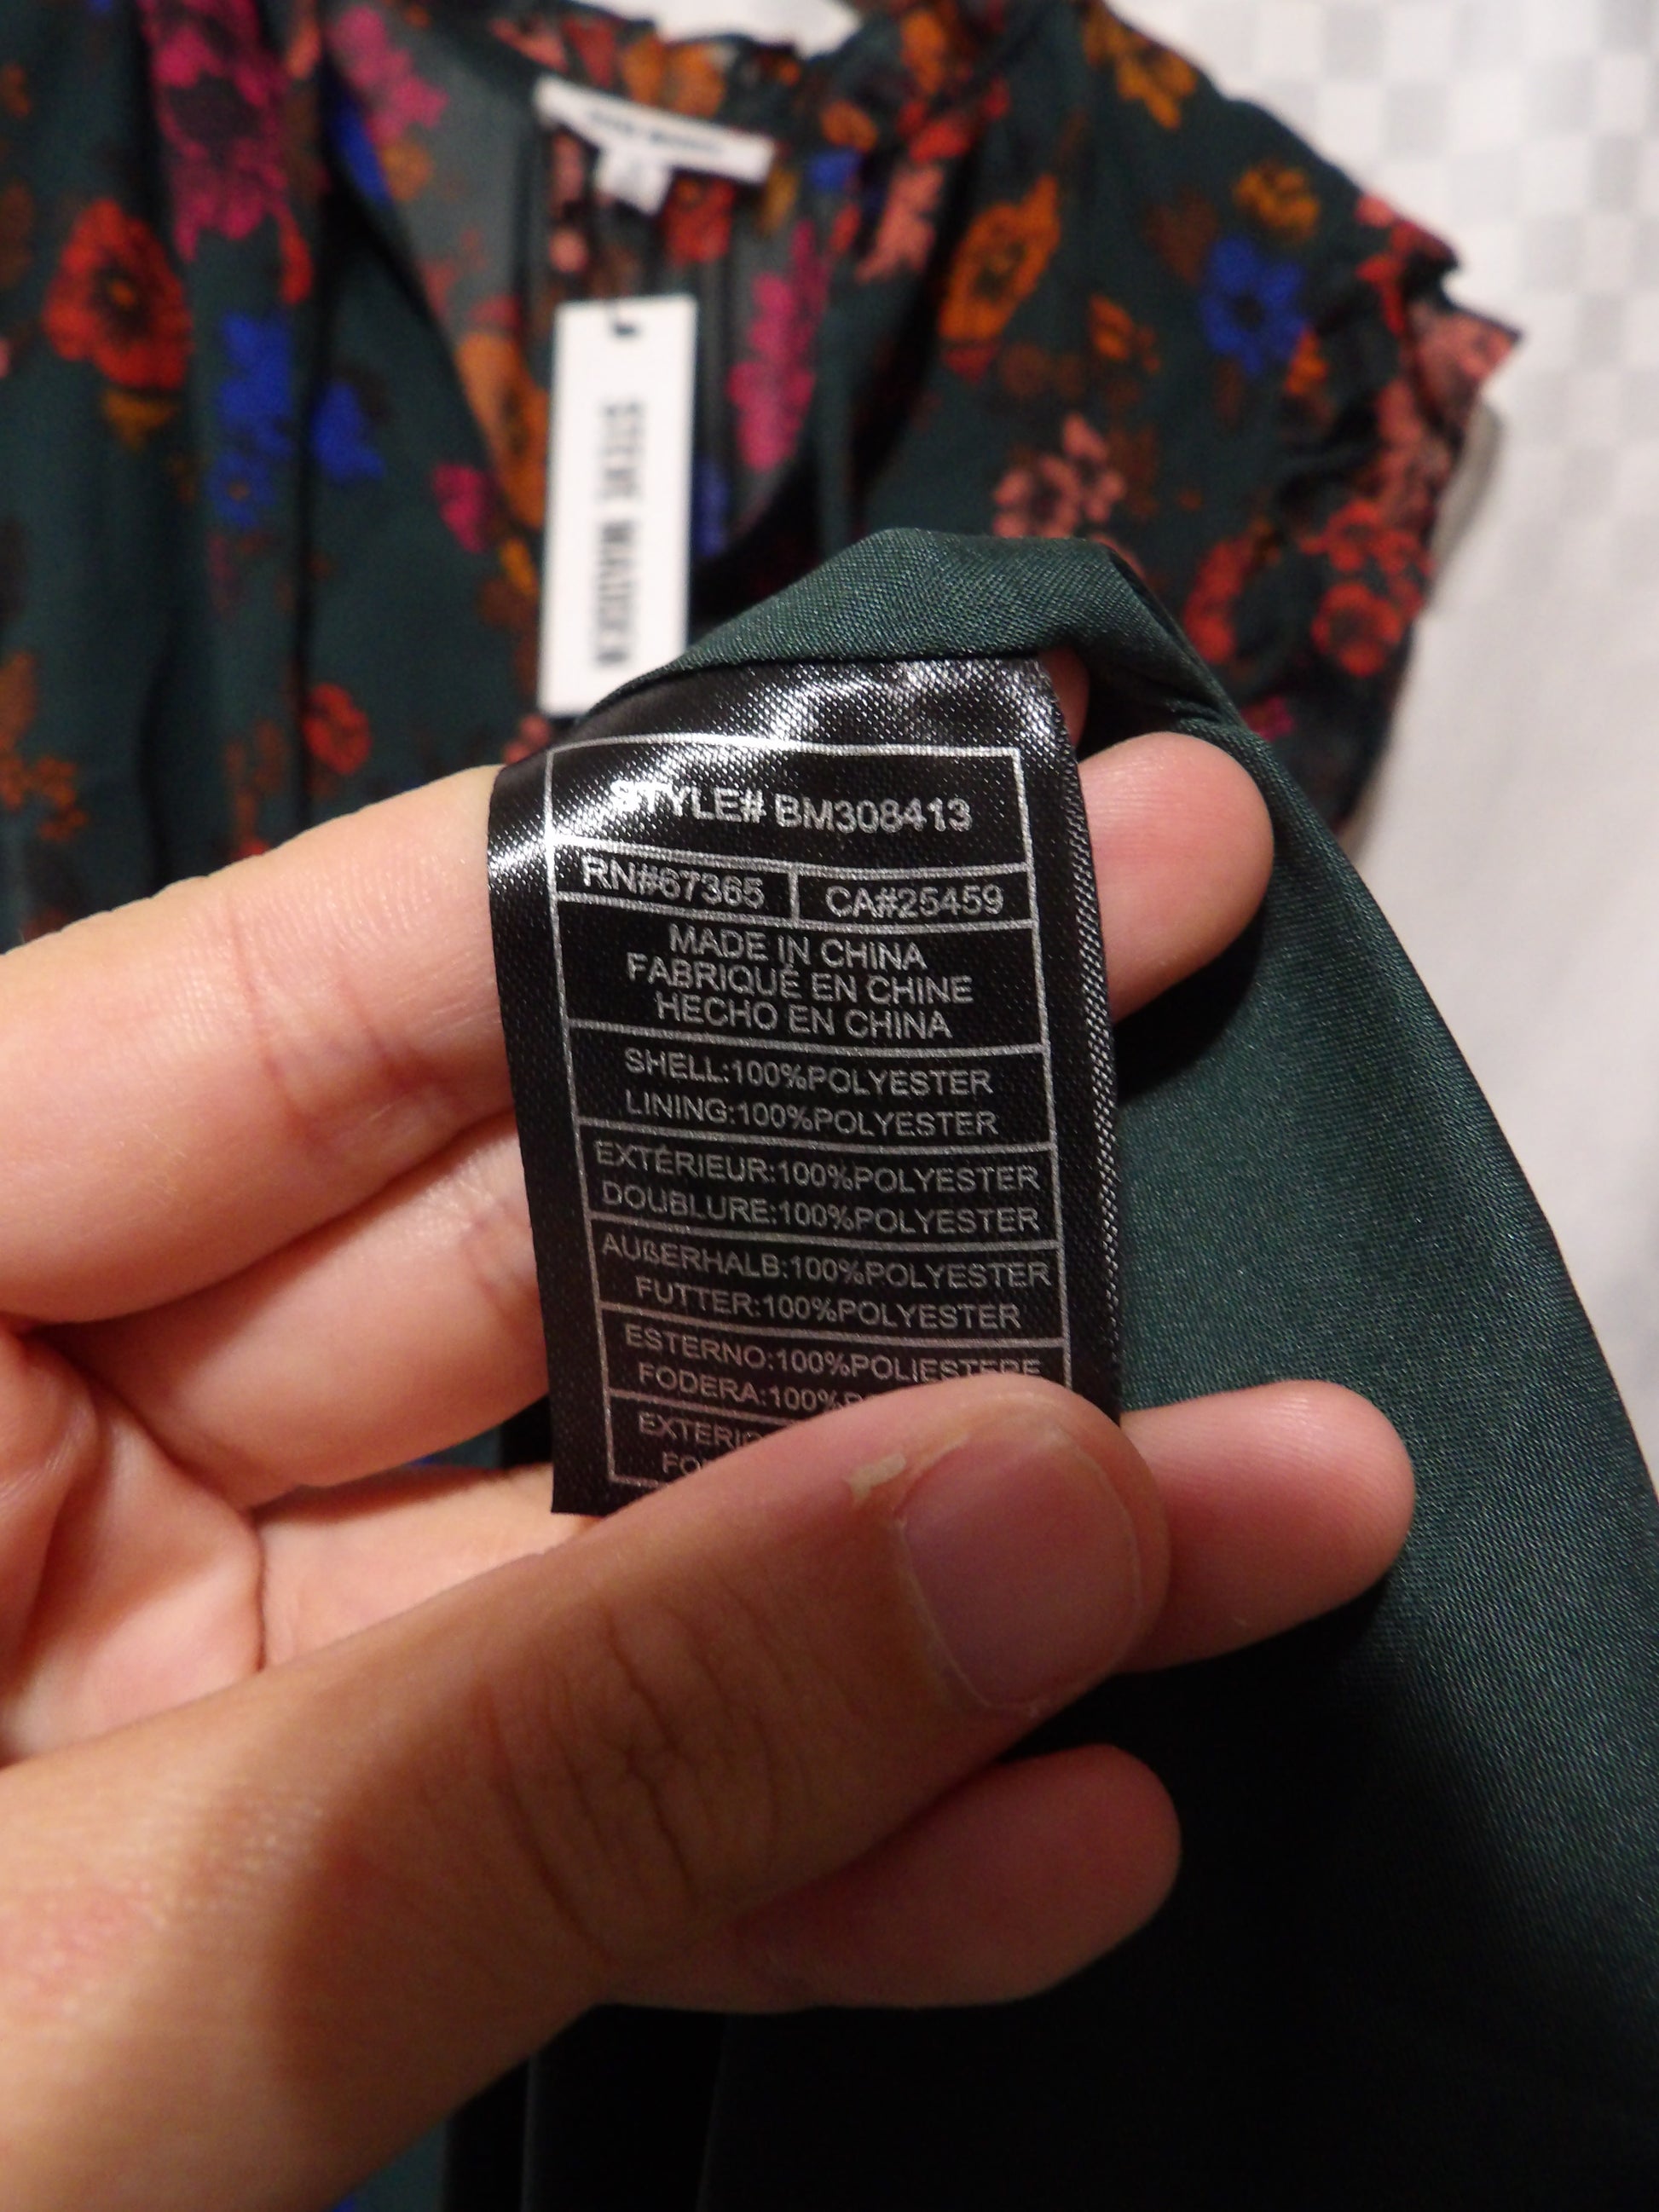 STEVE MADDEN
STYLE# BM308413
RN#67365
CA#25459
MADE IN CHINA
FABRIQUÉ EN CHINE
HECHO EN CHINA
SHELL:100%POLYESTER
LINING:100%POLYESTER
EXTÉRIEUR:100%POLYESTER
DOUBLURE:100%POLYESTER
AUßERHALB:100%POLYESTER
FUTTER:100%POLYESTER
ESTERNO:100%POLIESTERE
FODERA:100%